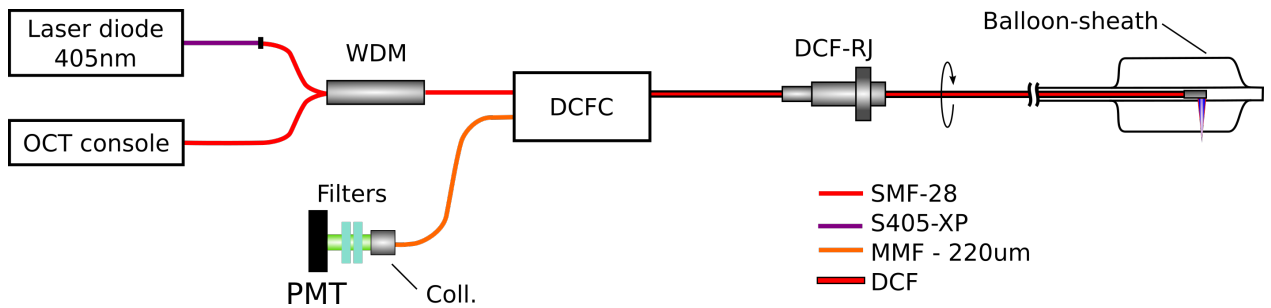 Laser diode
405nm
WDM
OCT console
DCFC
DCF-RJ
Balloon-sheath
Filters
PMT
Coll.
SMF-28
S405-XP
MMF - 220um
DCF